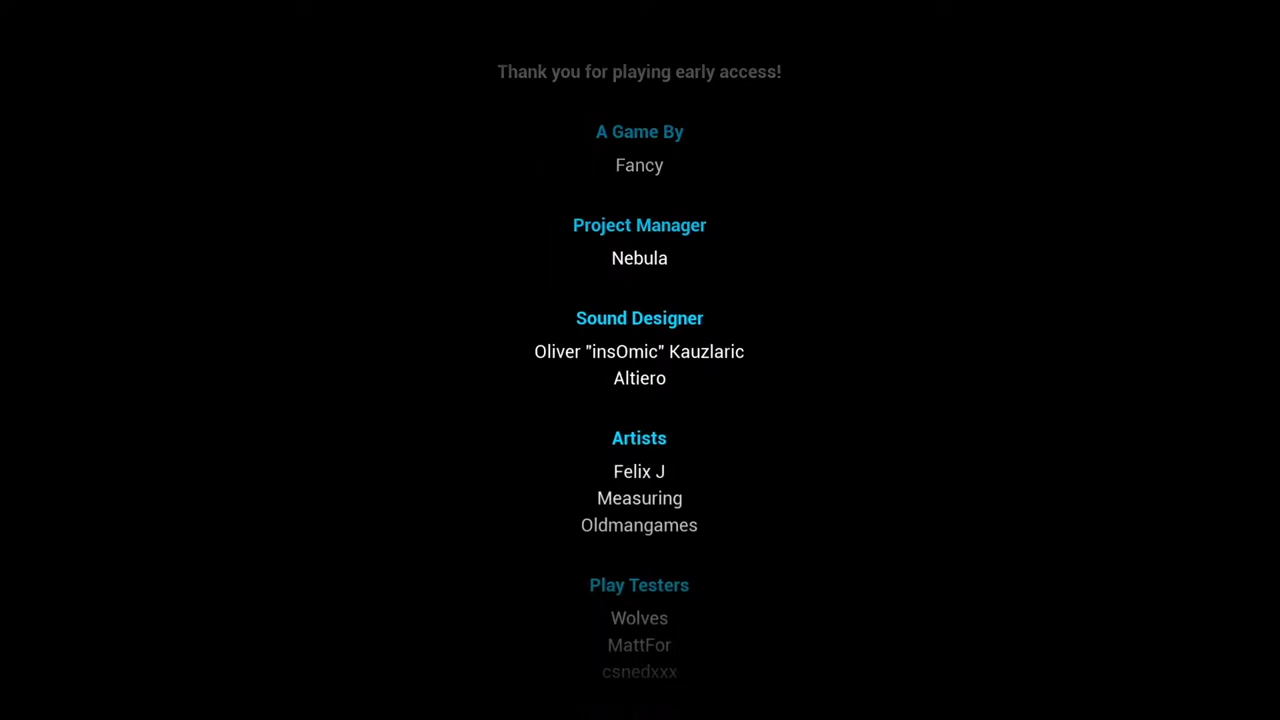 Thank you for playing early access!
A Game By
Fancy
Project Manager
Nebula
Sound Designer
Oliver "insOmic" Kauzlaric
Altiero
Artists
Felix J
Measuring
Oldmangames
Play Testers
Wolves
MattFor
csnedxxx